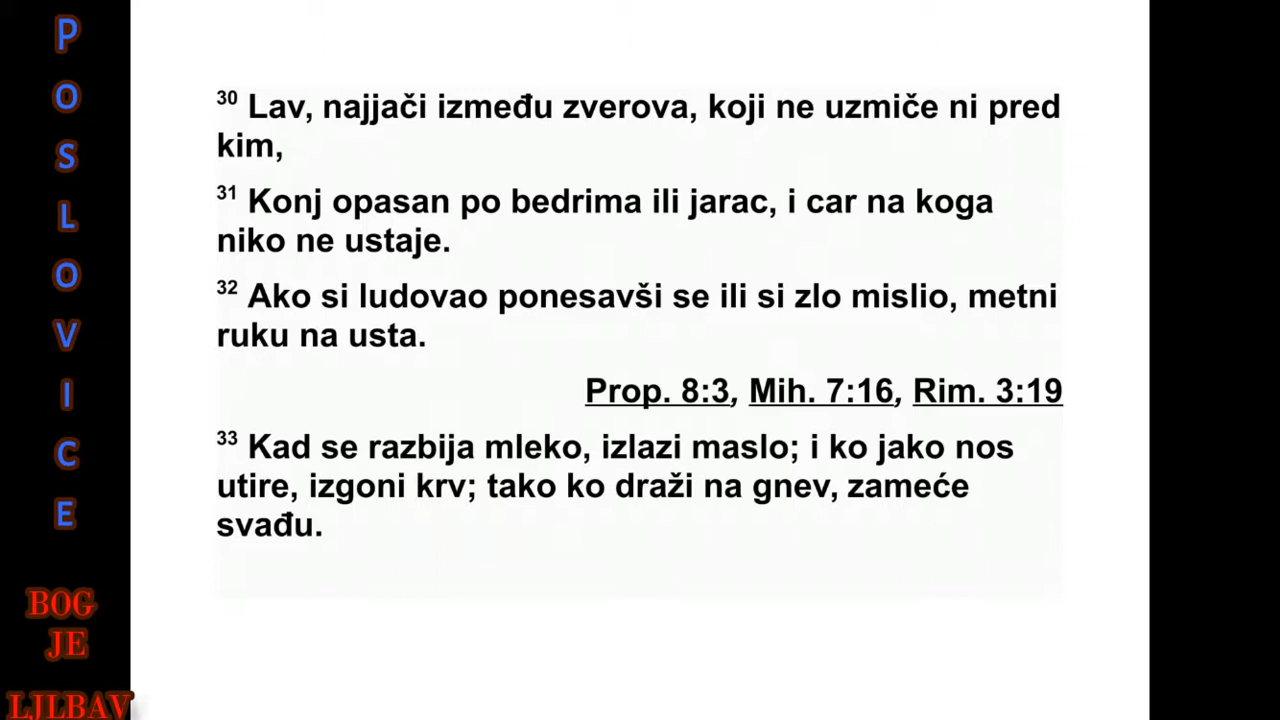 POSLOVICE
BOG
JE
LJLBAV
30 Lav, najjači između zverova, koji ne uzmiče ni pred
kim,
31 Konj opasan po bedrima ili jarac, i car na koga
niko ne ustaje.
32 Ako si ludovao ponesavši se ili si zlo mislio, metni
ruku na usta.
Prop. 8:3, Mih. 7:16, Rim. 3:19
33 Kad se razbija mleko, izlazi maslo; i ko jako nos
utire, izgoni krv; tako ko draži na gnev, zameće
svađu.